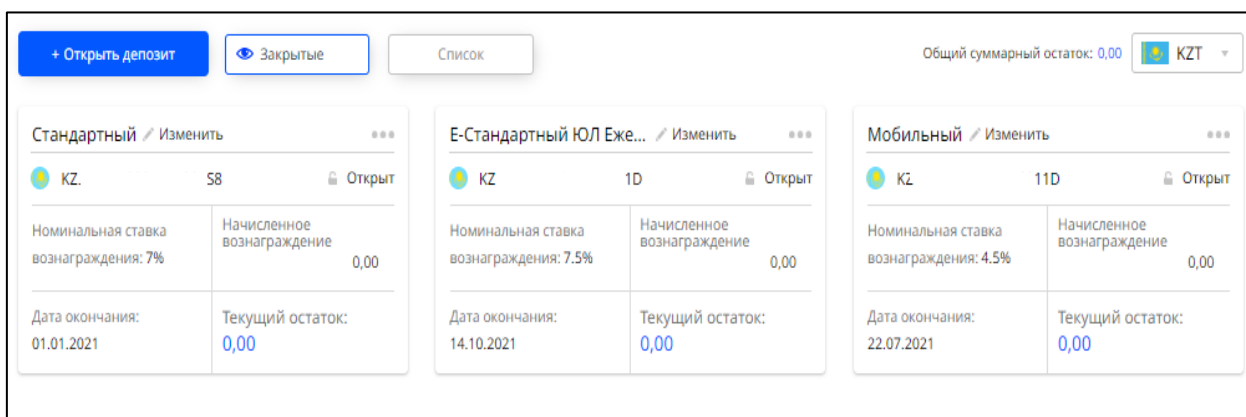 + Открыть депозит
Закрытые
Список
Общий суммарный остаток: 0,00
KZT
Стандартный Изменить
KZ. S8 Открыт
Номинальная ставка
вознаграждения: 7%
Начисленное
вознаграждение
0,00
Дата окончания:
01.01.2021
Текущий остаток:
0,00
Е-Стандартный ЮЛ Еже... Изменить
KZ 1D Открыт
Номинальная ставка
вознаграждения: 7.5%
Начисленное
вознаграждение
0,00
Дата окончания:
14.10.2021
Текущий остаток:
0,00
Мобильный Изменить
KZ 11D Открыт
Номинальная ставка
вознаграждения: 4.5%
Начисленное
вознаграждение
0,00
Дата окончания:
22.07.2021
Текущий остаток:
0,00